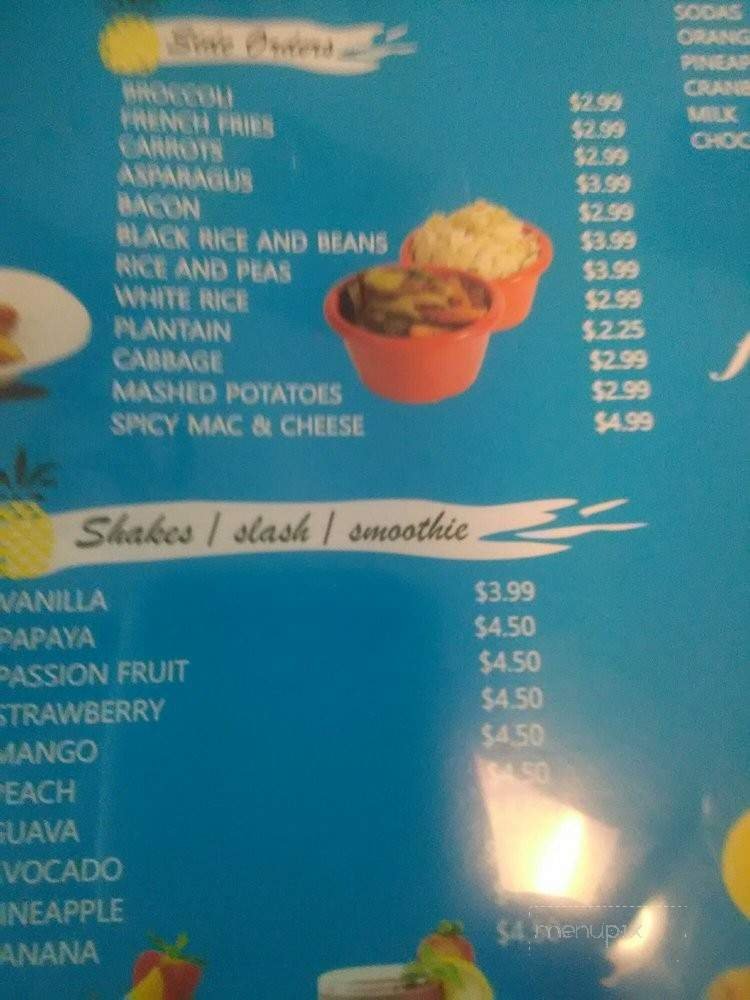 Side Orders
BROCCOLI $2.99
FRENCH FRIES $2.99
CARROTS $2.99
ASPARAGUS $3.99
BACON $2.99
BLACK RICE AND BEANS $3.99
RICE AND PEAS $3.99
WHITE RICE $2.99
PLANTAIN $.2.25
CABBAGE $2.99
MASHED POTATOES $2.99
SPICY MAC & CHEESE $4.99
SODAS
ORANG
PINEAP
CRANB
MILK
CHOC
Shakes / slash / smoothie
VANILLA $3.99
PAPAYA $4.50
PASSION FRUIT $4.50
STRAWBERRY $4.50
MANGO $4.50
PEACH $4.50
GUAVA
AVOCADO
INEAPPLE
ANANA
menupix